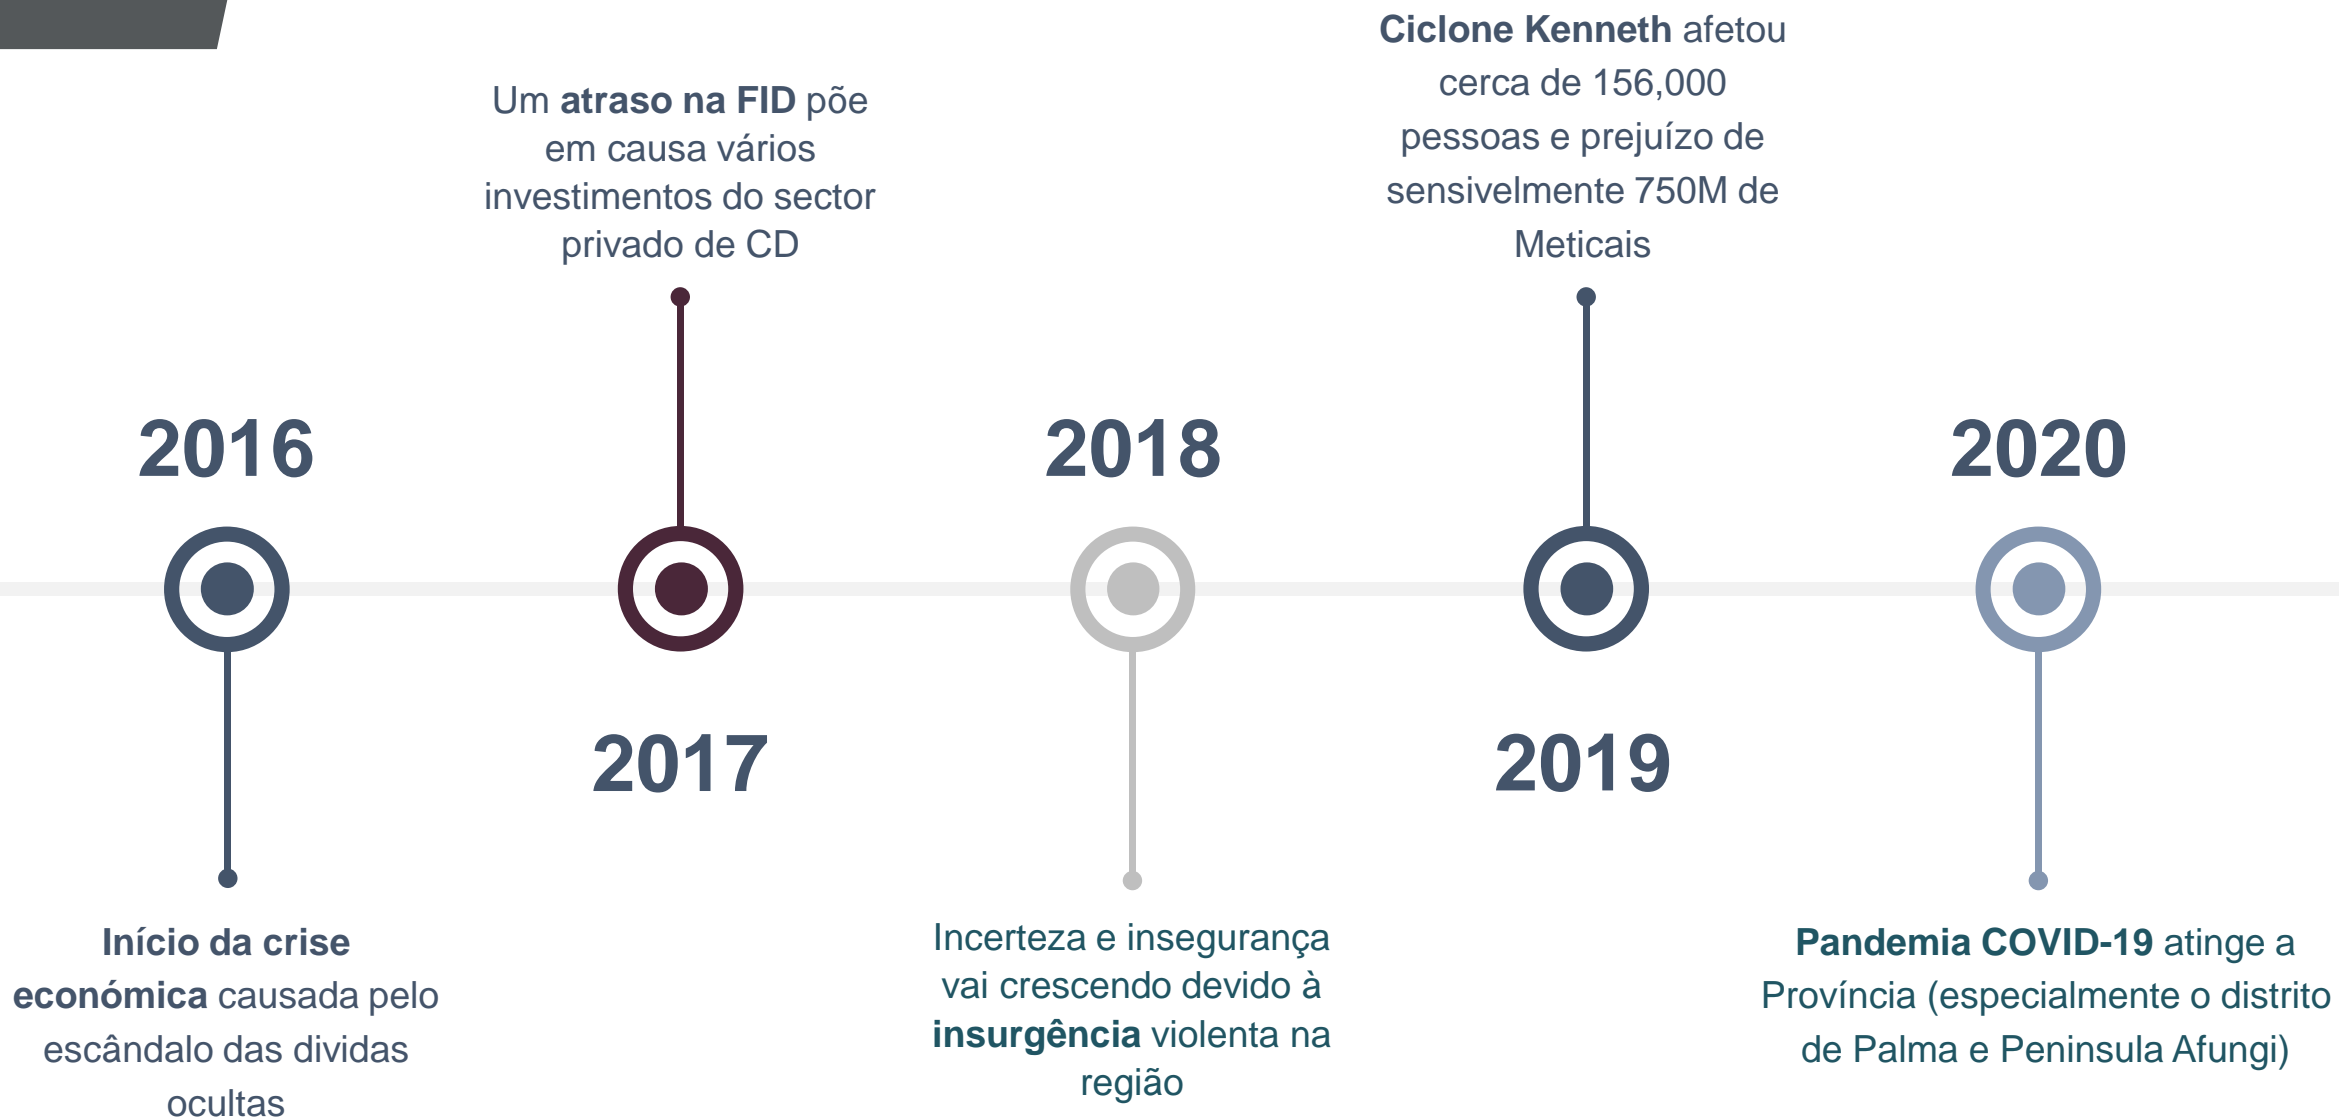 2016
Início da crise
económica causada pelo
escândalo das dividas
ocultas
Um atraso na FID põe
em causa vários
investimentos do sector
privado de CD
2017
2018
Incerteza e insegurança
vai crescendo devido à
insurgência violenta na
região
Ciclone Kenneth afetou
cerca de 156,000
pessoas e prejuízo de
sensivelmente 750M de
Meticais
2019
2020
Pandemia COVID-19 atinge a
Província (especialmente o distrito
de Palma e Peninsula Afungi)